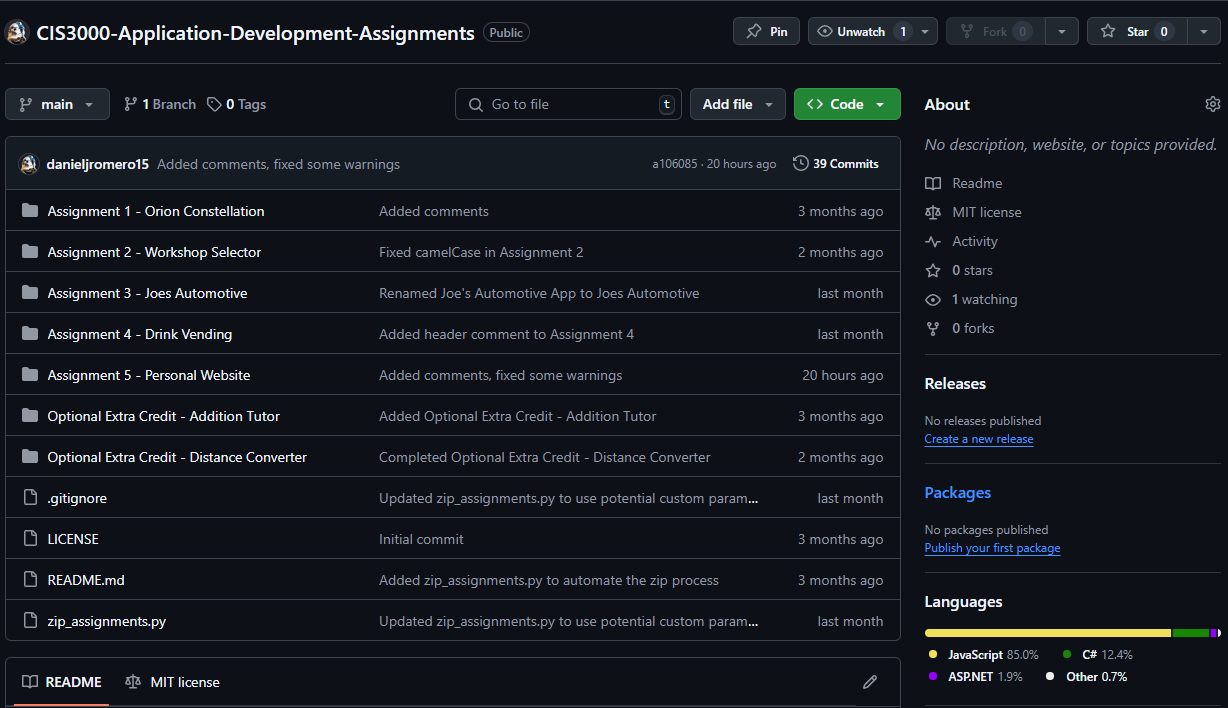 CIS3000-Application-Development-Assignments Public Pin Unwatch 1 Fork 0 Star 0
main 1 Branch 0 Tags Go to file t Add file Code
danieljromero15 Added comments, fixed some warnings a106085 · 20 hours ago 39 Commits
Assignment 1 - Orion Constellation Added comments 3 months ago
Assignment 2 - Workshop Selector Fixed camelCase in Assignment 2 2 months ago
Assignment 3 - Joes Automotive Renamed Joe's Automotive App to Joes Automotive last month
Assignment 4 - Drink Vending Added header comment to Assignment 4 last month
Assignment 5 - Personal Website Added comments, fixed some warnings 20 hours ago
Optional Extra Credit - Addition Tutor Added Optional Extra Credit - Addition Tutor 3 months ago
Optional Extra Credit - Distance Converter Completed Optional Extra Credit - Distance Converter 2 months ago
.gitignore Updated zip_assignments.py to use potential custom param... last month
LICENSE Initial commit 3 months ago
README.md Added zip_assignments.py to automate the zip process 3 months ago
zip_assignments.py Updated zip_assignments.py to use potential custom param... last month
README MIT license
About
No description, website, or topics provided.
Readme
MIT license
Activity
0 stars
1 watching
0 forks
Releases
No releases published
Create a new release
Packages
No packages published
Publish your first package
Languages
JavaScript 85.0% C# 12.4%
ASP.NET 1.9% Other 0.7%